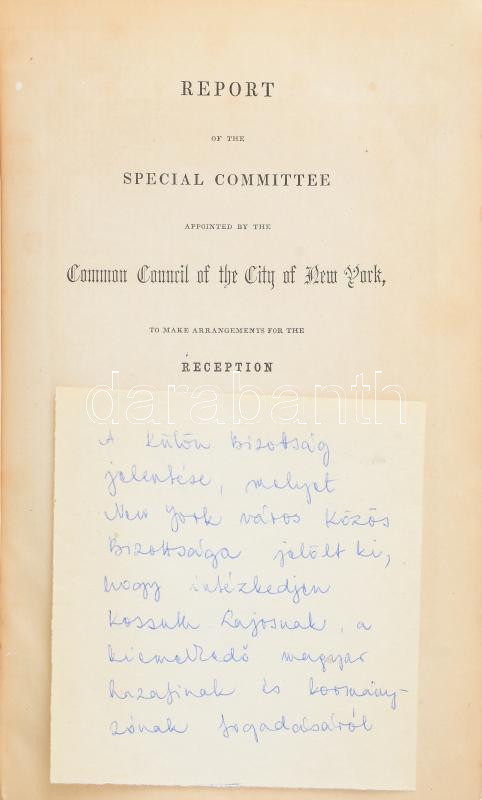 REPORT
OF THE
SPECIAL COMMITTEE
APPOINTED BY THE
Common Council of the City of New York,
TO MAKE ARRANGEMENTS FOR THE
RECEPTION
darabanth
A Külön Bizottság
jelentése, melyet
New York város Közös
Bizottsága jelölt ki,
hogy intézkedjen
Kossuth Lajosnak, a
kiemelkedő magyar
hazafinak és kormány-
zónak fogadásáról